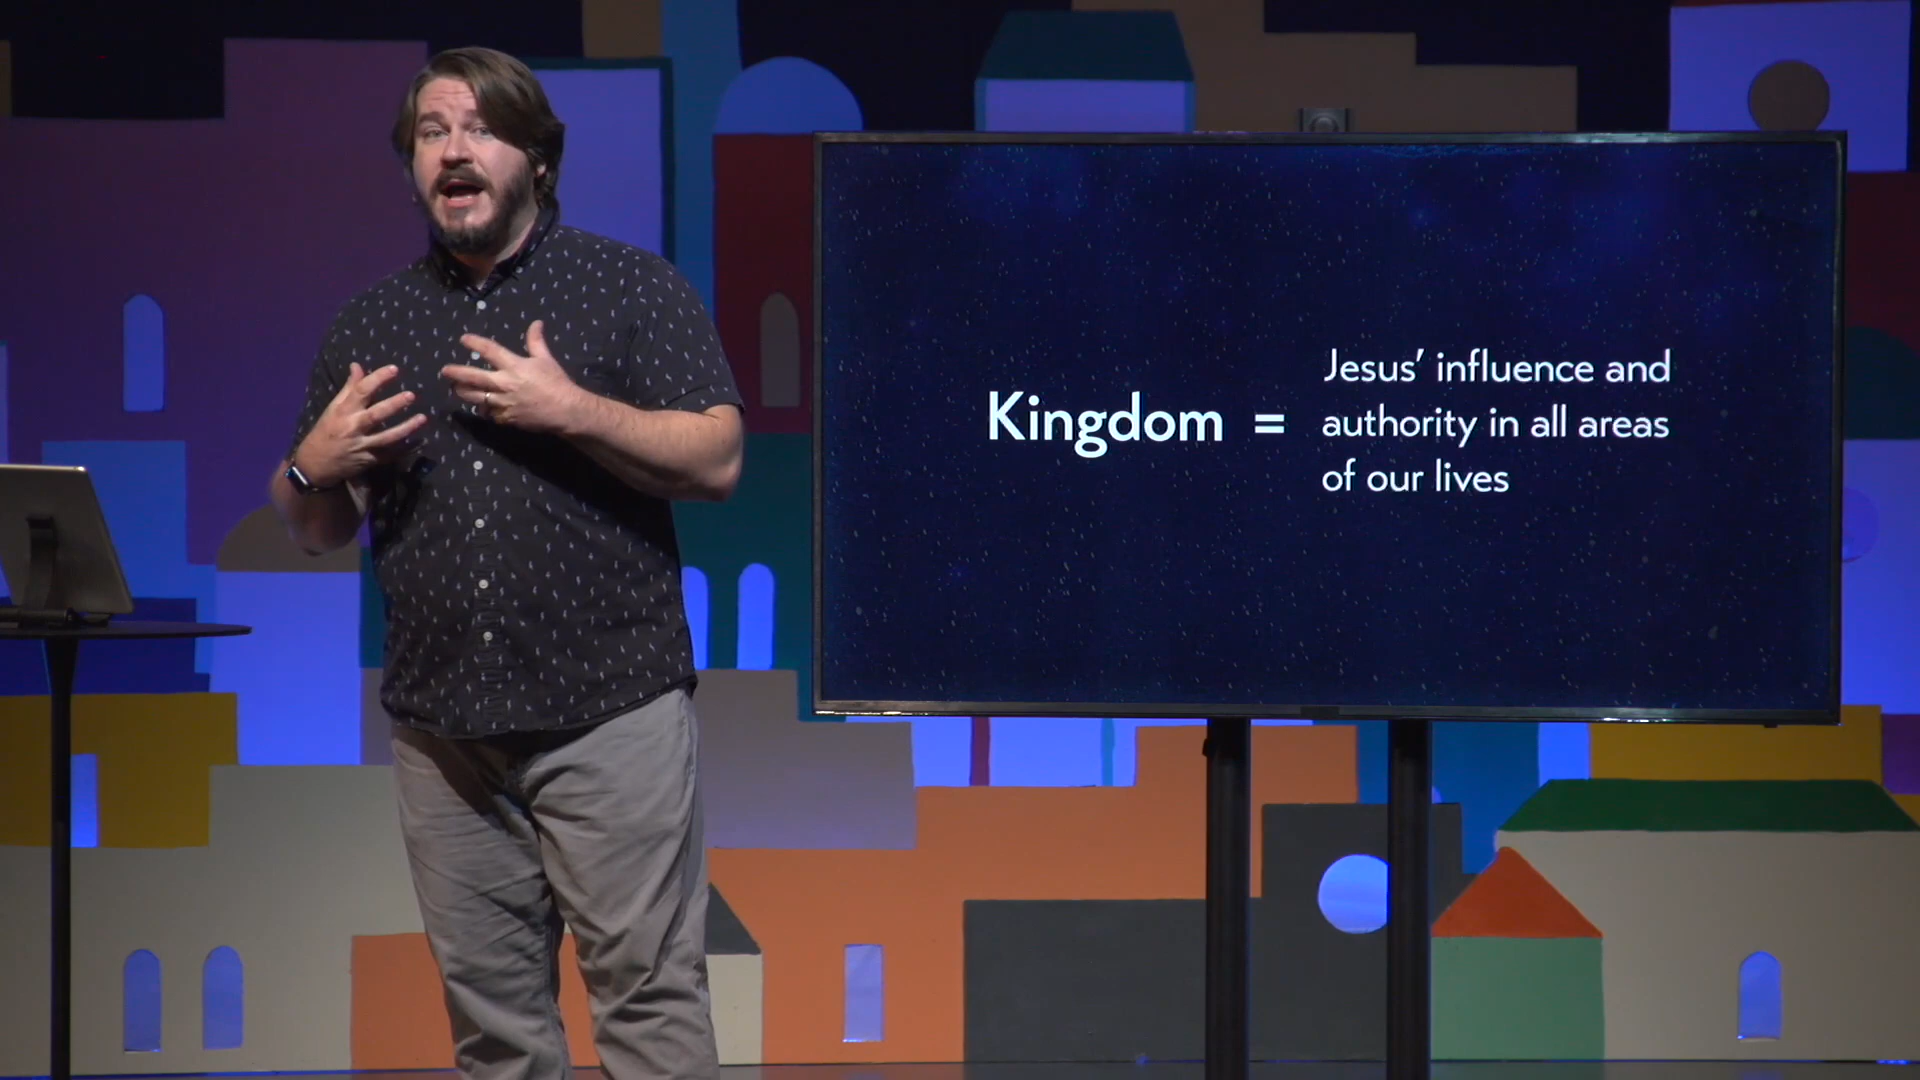 Kingdom =
Jesus’ influence and
authority in all areas
of our lives